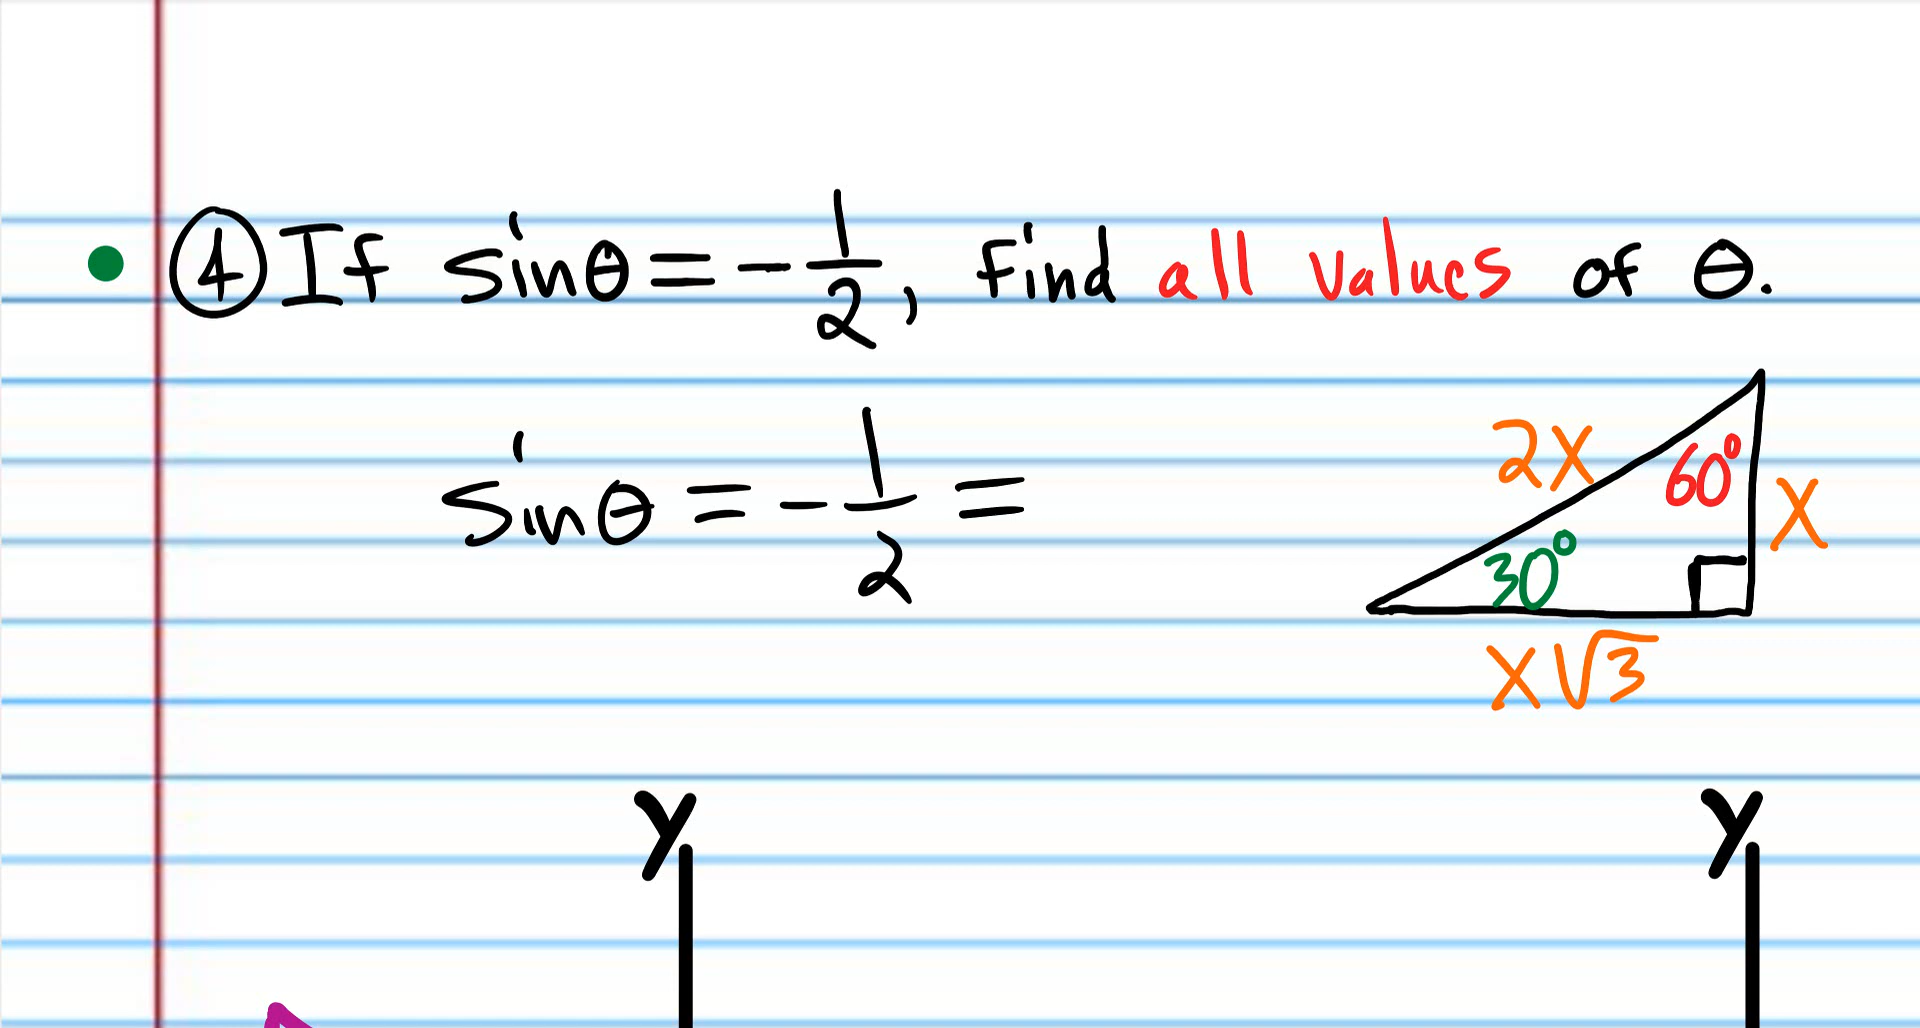 ④ If sinθ = -1/2, find all values of θ.
sinθ = -1/2 =
2x
60°
x
30°
x√3
y
y